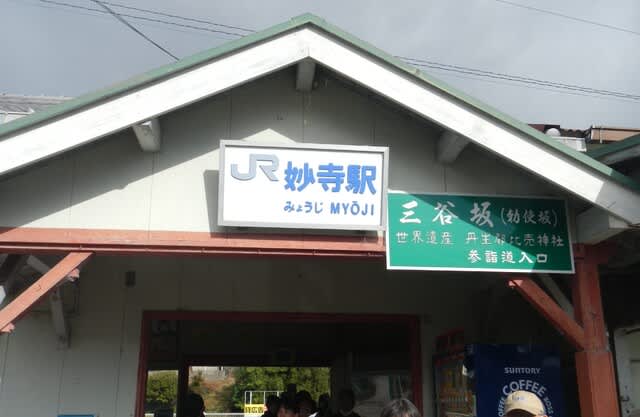 JR 妙寺駅
みょうじ MYŌJI
三谷坂(勅使坂)
世界遺産 丹生都比売神社
参詣道入口
SUNTORY
COFFEE